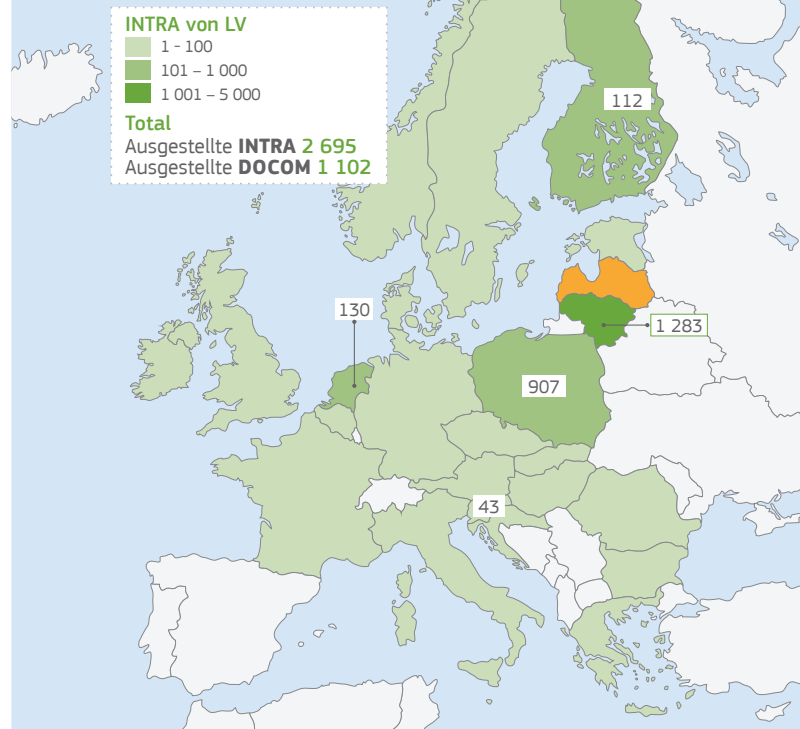 INTRA von LV
1 - 100
101 – 1 000
1 001 – 5 000
Total
Ausgestellte INTRA 2 695
Ausgestellte DOCOM 1 102
112
130
1 283
907
43